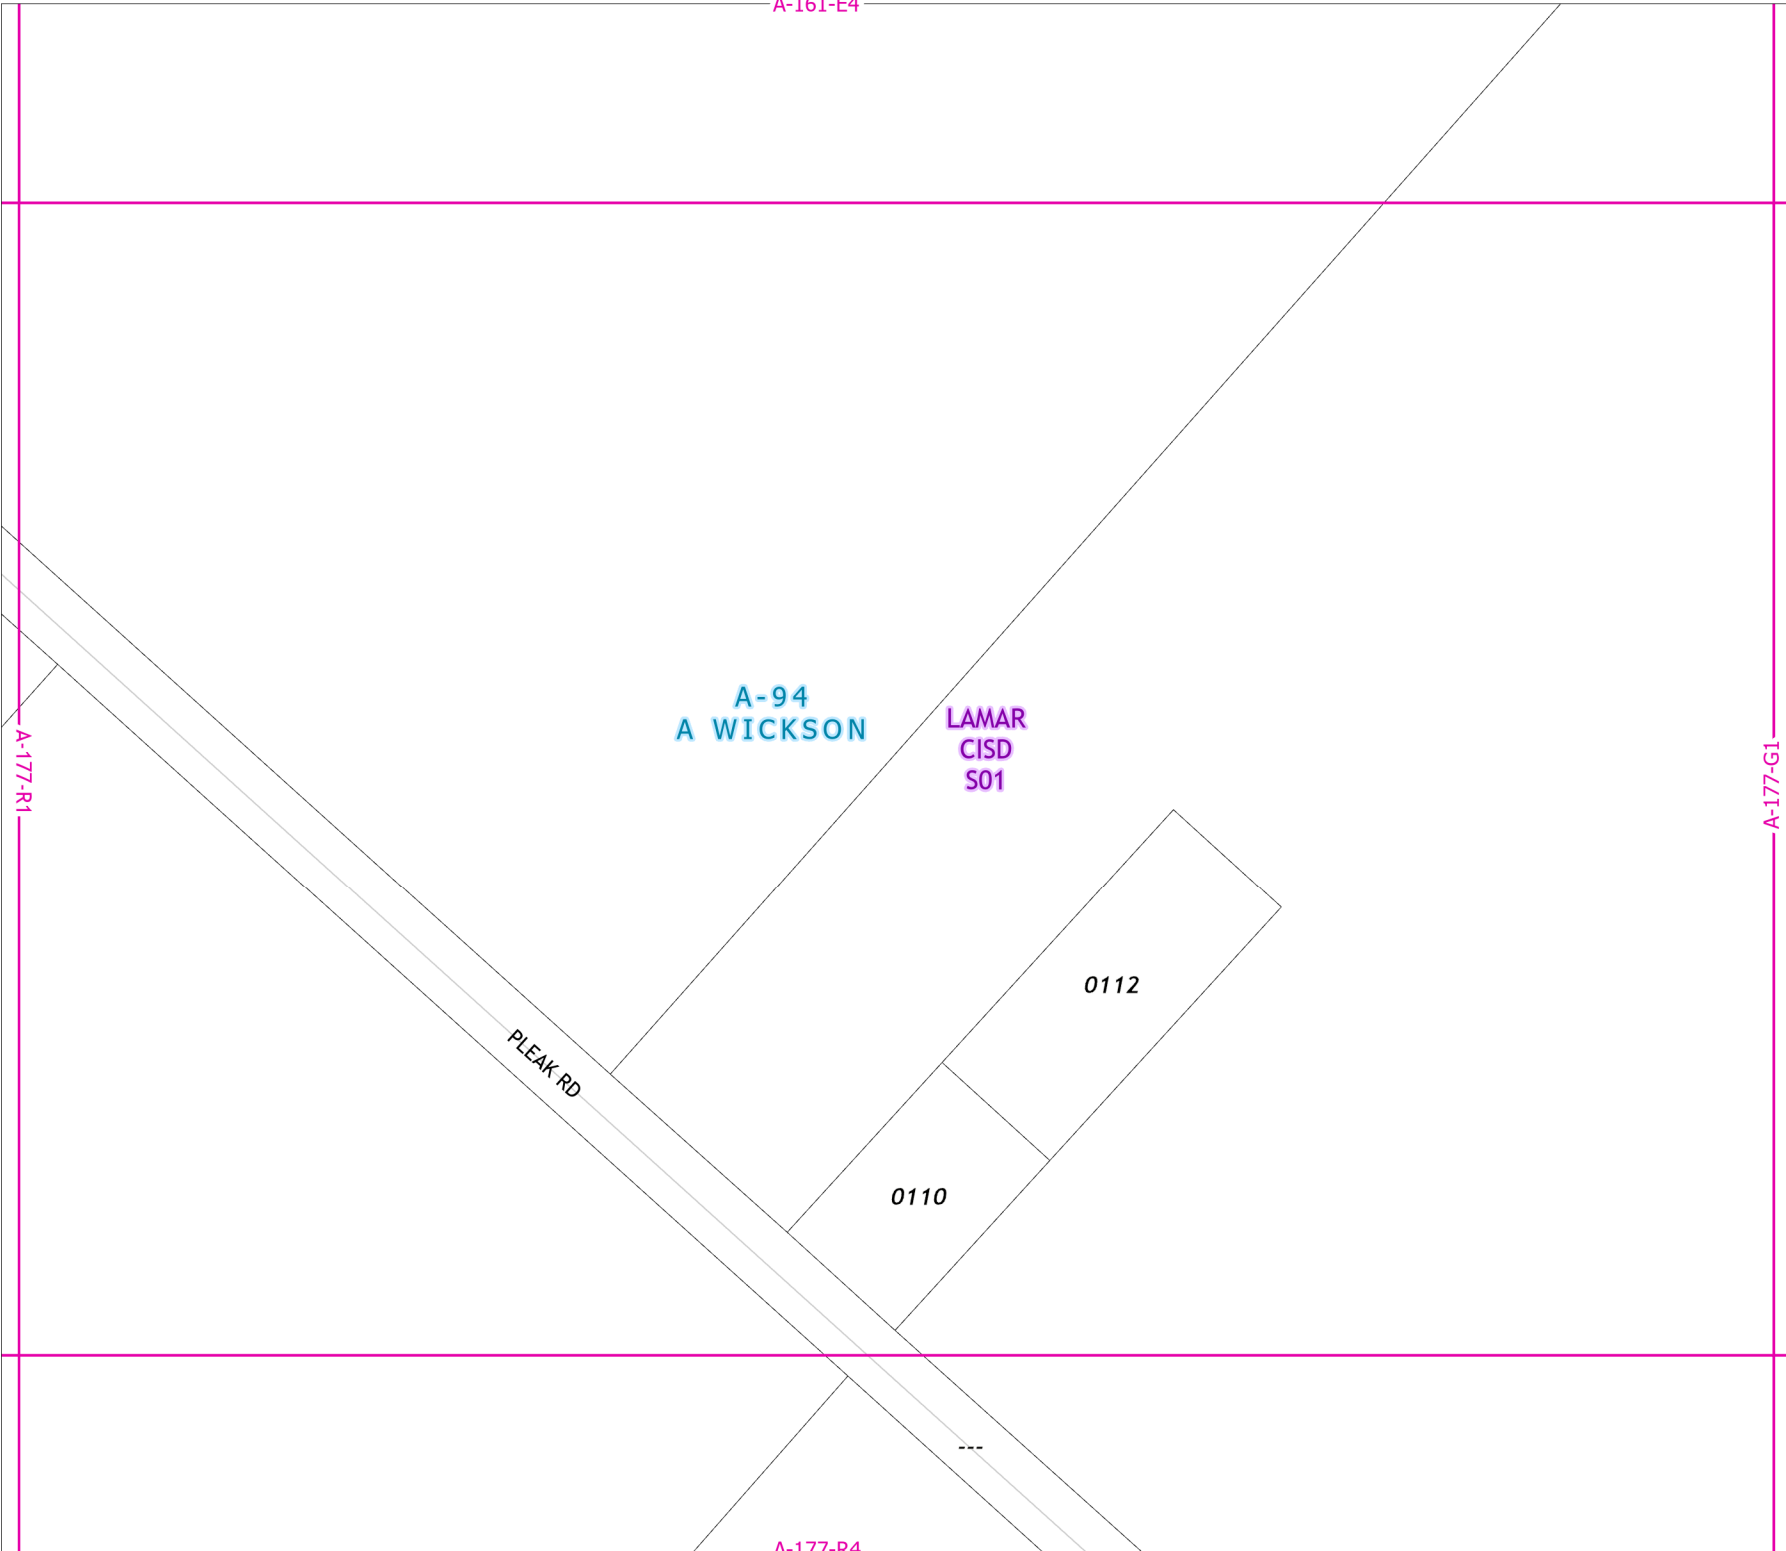 A-161-E4
A-94
A WICKSON
LAMAR
CISD
S01
A-177-R1
A-177-G1
0112
PLEAK RD
0110
---
A-177-R4